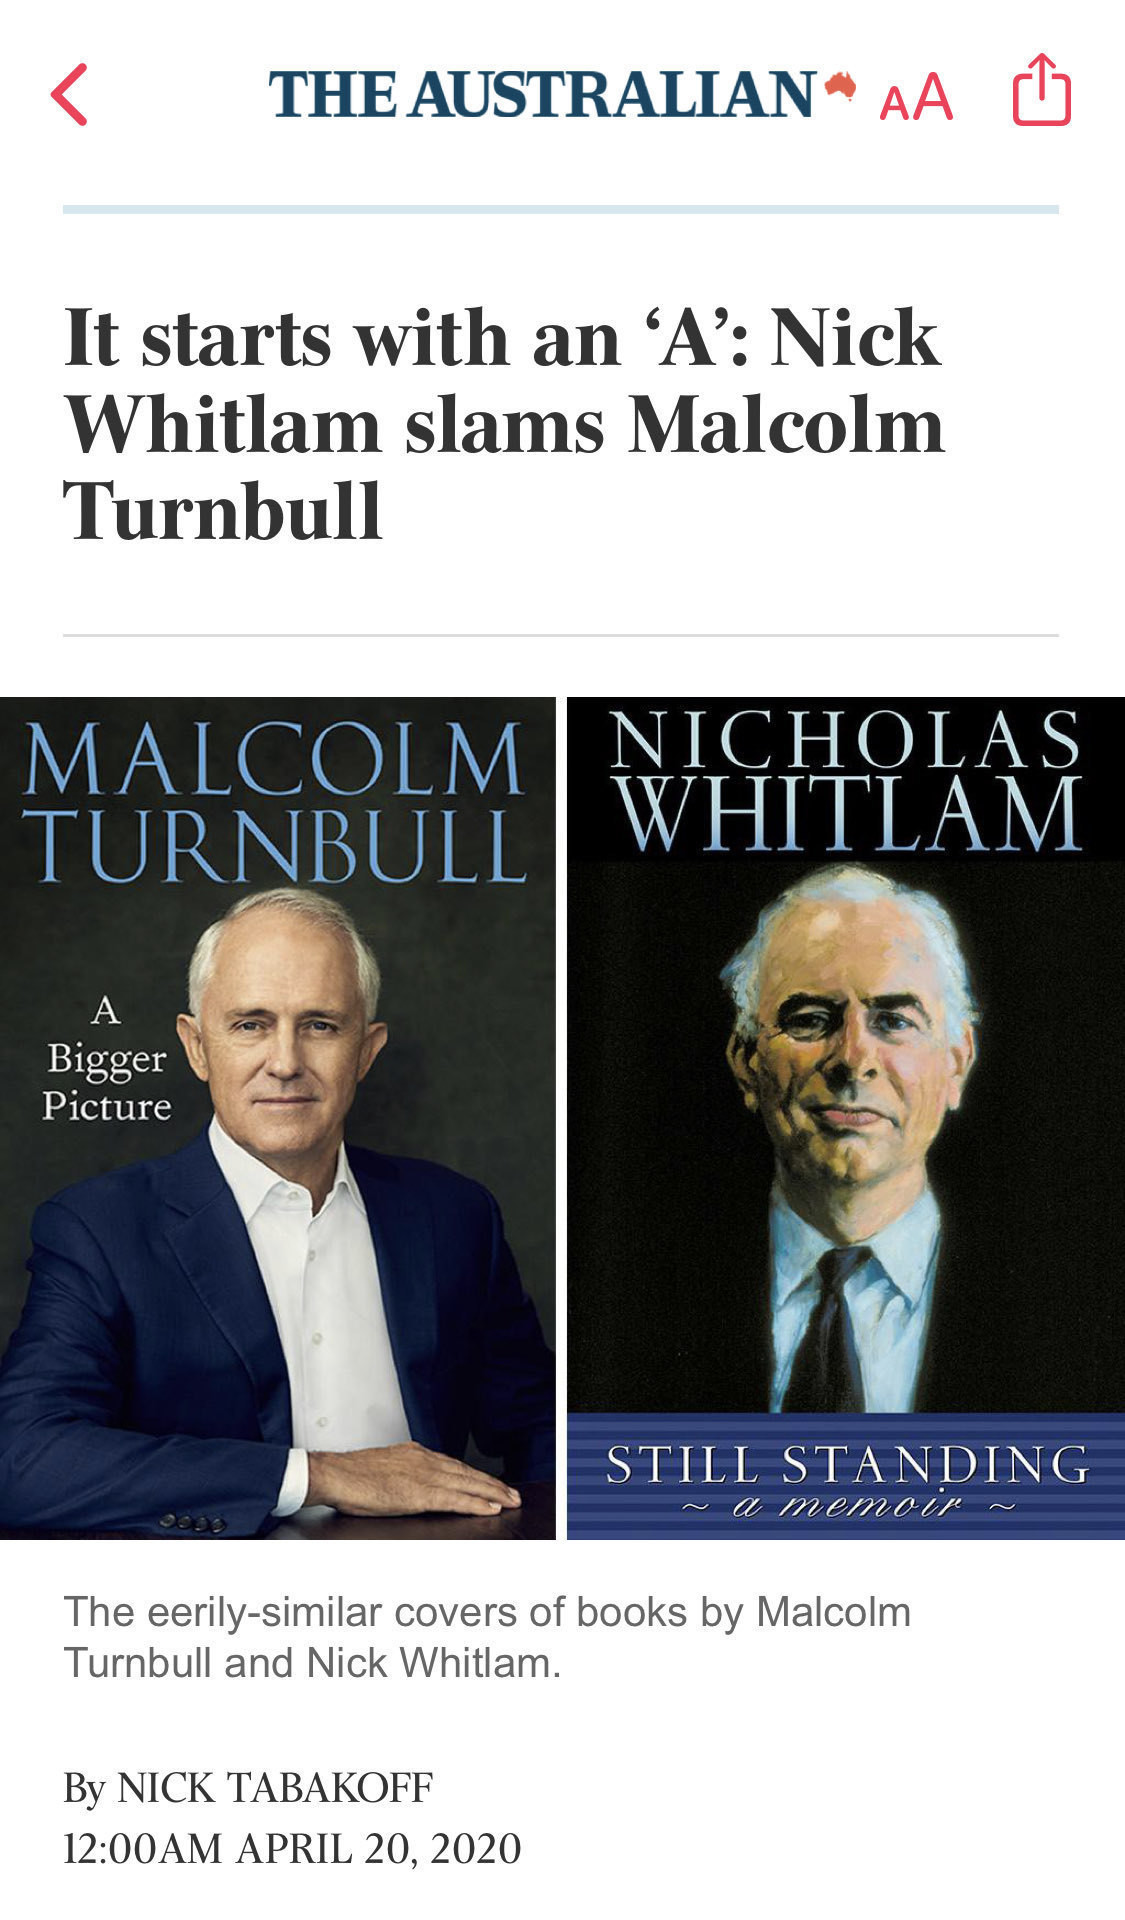 THE AUSTRALIAN
AA
It starts with an ‘A’: Nick
Whitlam slams Malcolm
Turnbull
MALCOLM
TURNBULL
A
Bigger
Picture
NICHOLAS
WHITLAM
STILL STANDING
~ a memoir ~
The eerily-similar covers of books by Malcolm
Turnbull and Nick Whitlam.
By NICK TABAKOFF
12:00AM APRIL 20, 2020